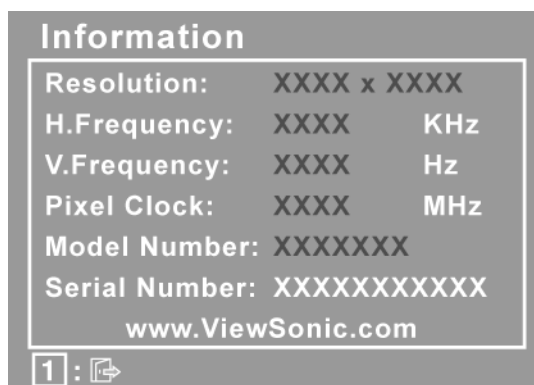 Information
Resolution: XXXX x XXXX
H.Frequency: XXXX KHz
V.Frequency: XXXX Hz
Pixel Clock: XXXX MHz
Model Number: XXXXXXX
Serial Number: XXXXXXXXXXX
www.ViewSonic.com
1 :